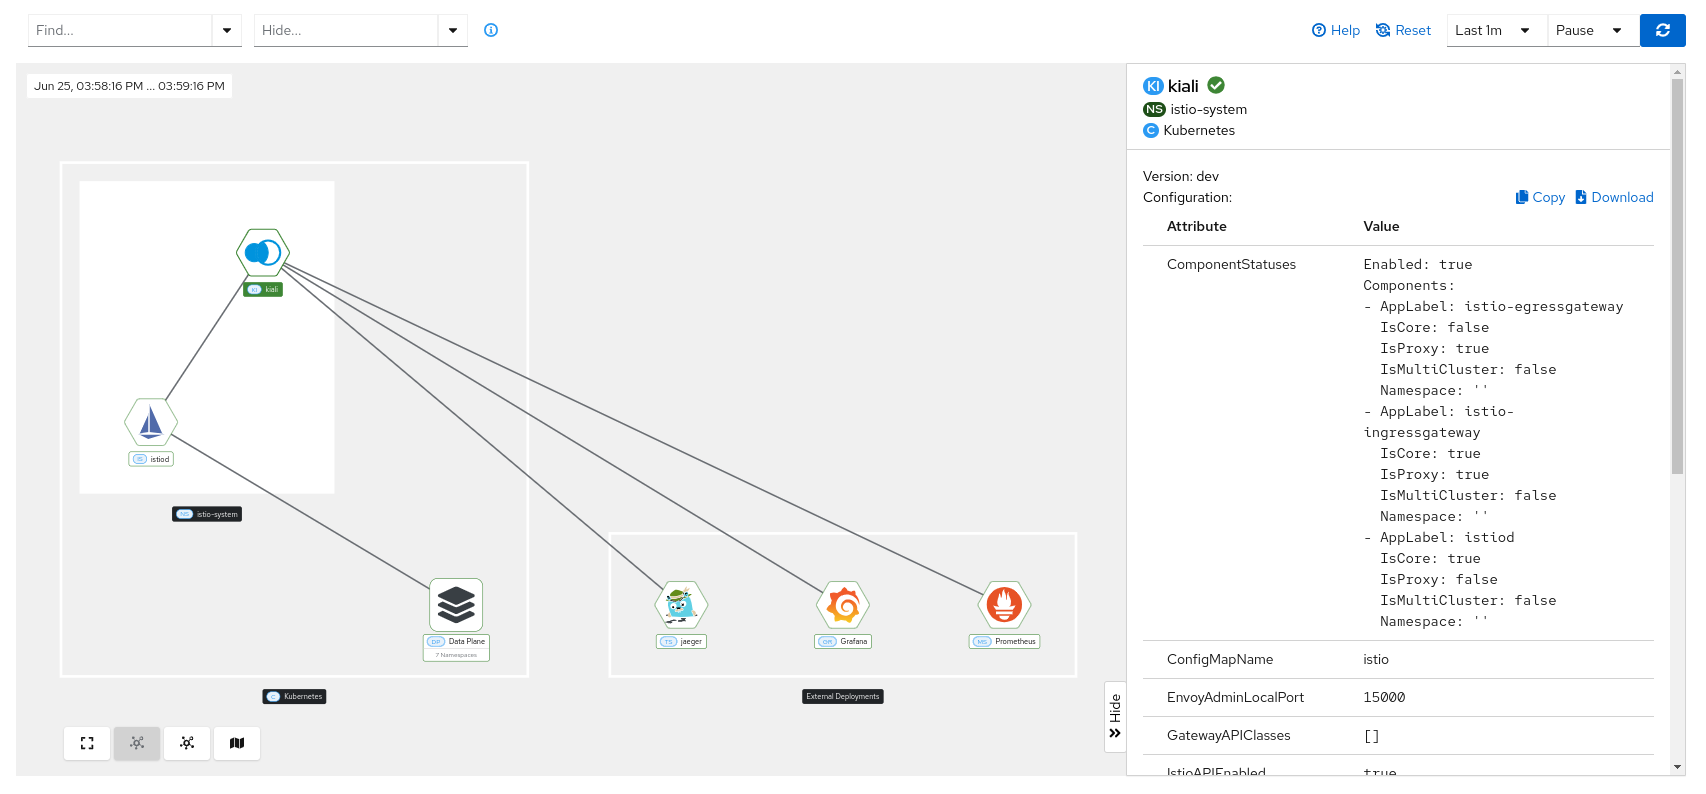 Find...
Hide...
Help
Reset
Last 1m
Pause
Jun 25, 03:58:16 PM ... 03:59:16 PM
KI kiali
IS istiod
NS istio-system
DP Data Plane
7 Namespaces
C Kubernetes
TS jaeger
GR Grafana
MS Prometheus
External Deployments
Hide
KI kiali
NS istio-system
C Kubernetes
Version: dev
Configuration:
Copy
Download
Attribute Value
ComponentStatuses
Enabled: true
Components:
- AppLabel: istio-egressgateway
IsCore: false
IsProxy: true
IsMultiCluster: false
Namespace: ''
- AppLabel: istio-
ingressgateway
IsCore: true
IsProxy: true
IsMultiCluster: false
Namespace: ''
- AppLabel: istiod
IsCore: true
IsProxy: false
IsMultiCluster: false
Namespace: ''
ConfigMapName istio
EnvoyAdminLocalPort 15000
GatewayAPIClasses []
IstioAPIEnabled true